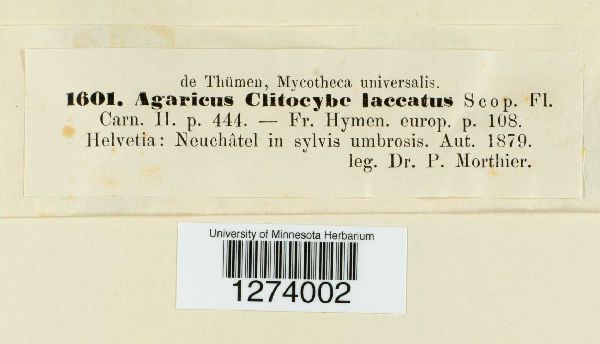 de Thümen, Mycotheca universalis.
1601. Agaricus Clitocybe laccatus Scop. Fl.
Carn. II. p. 444. — Fr. Hymen. europ. p. 108.
Helvetia: Neuchâtel in sylvis umbrosis. Aut. 1879.
leg. Dr. P. Morthier.
University of Minnesota Herbarium
1274002